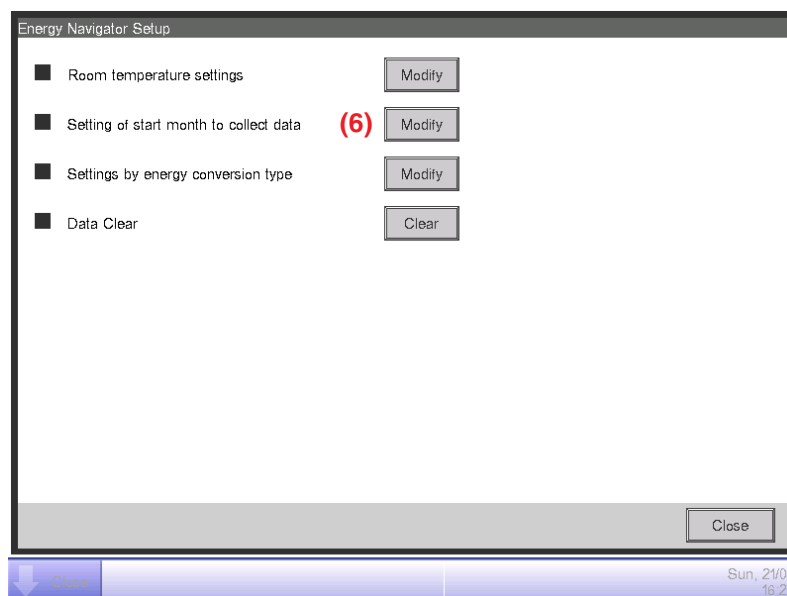 Energy Navigator Setup
Room temperature settings Modify
Setting of start month to collect data (6) Modify
Settings by energy conversion type Modify
Data Clear Clear
Close
Sun, 21/0
16:2